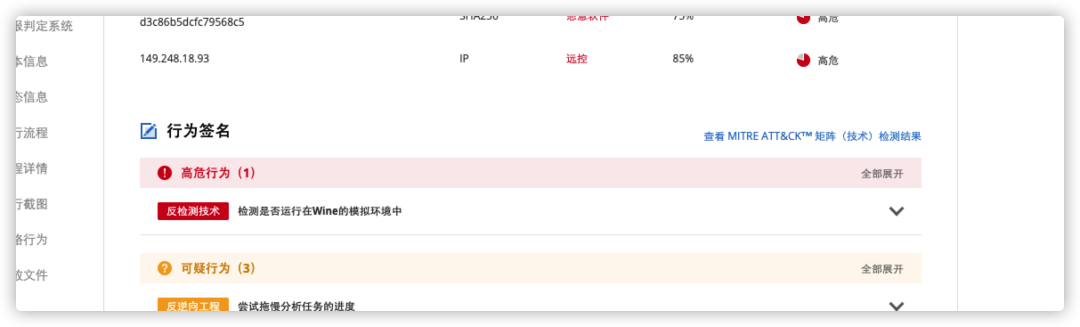 服判定系统
本信息
态信息
行流程
程详情
行截图
络行为
放文件
d3c86b5dcfc79568c5
SHA256 恶意软件 75% 高危
149.248.18.93 IP 远控 85% 高危
行为签名
查看 MITRE ATT&CK™ 矩阵（技术）检测结果
高危行为（1） 全部展开
反检测技术 检测是否运行在Wine的模拟环境中
可疑行为（3） 全部展开
反逆向工程 尝试拖慢分析任务的进度